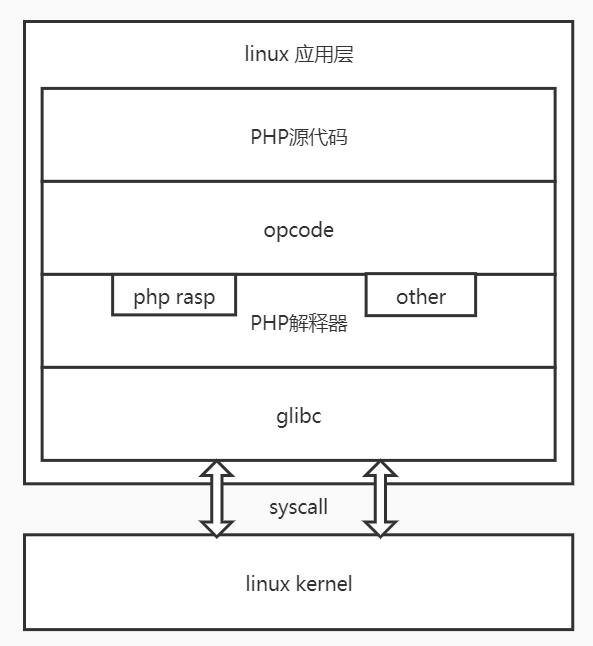 linux 应用层
PHP源代码
opcode
php rasp
other
PHP解释器
glibc
syscall
linux kernel